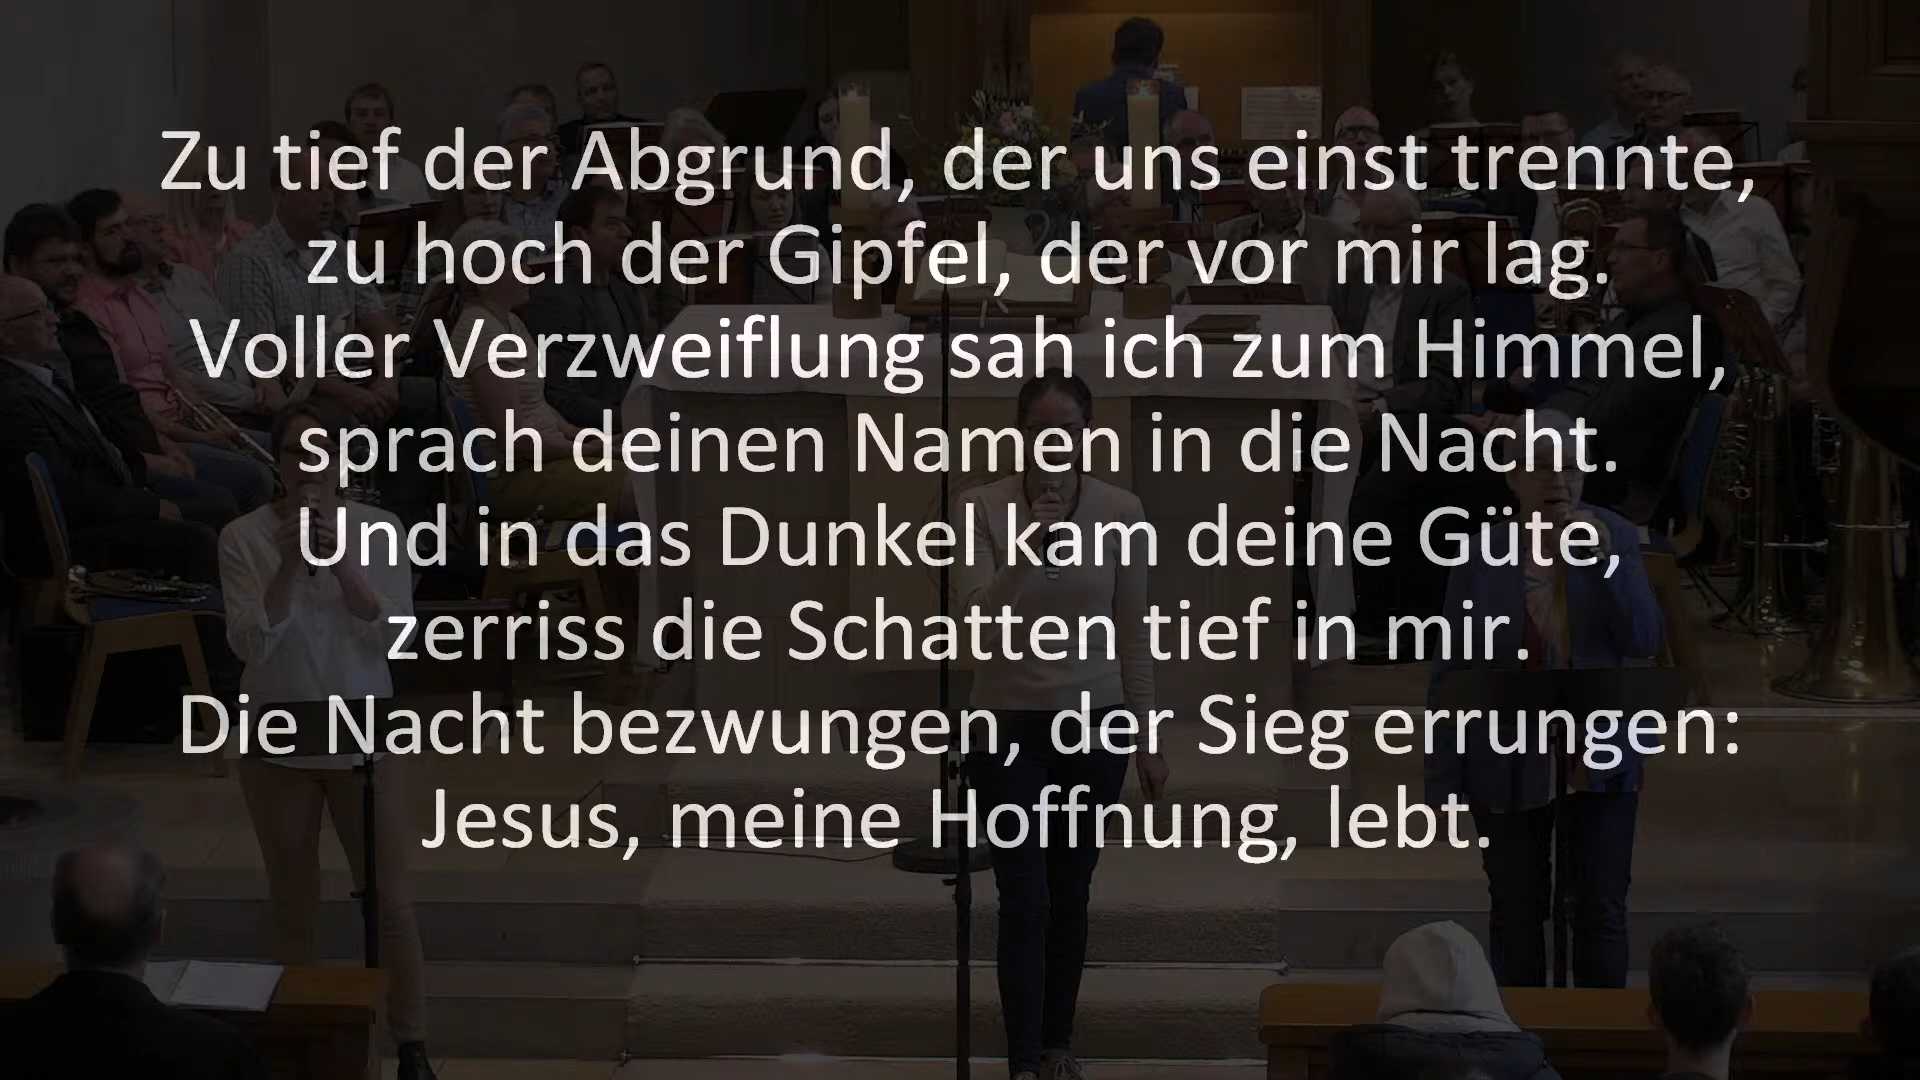 Zu tief der Abgrund, der uns einst trennte,
zu hoch der Gipfel, der vor mir lag.
Voller Verzweiflung sah ich zum Himmel,
sprach deinen Namen in die Nacht.
Und in das Dunkel kam deine Güte,
zerriss die Schatten tief in mir.
Die Nacht bezwungen, der Sieg errungen:
Jesus, meine Hoffnung, lebt.